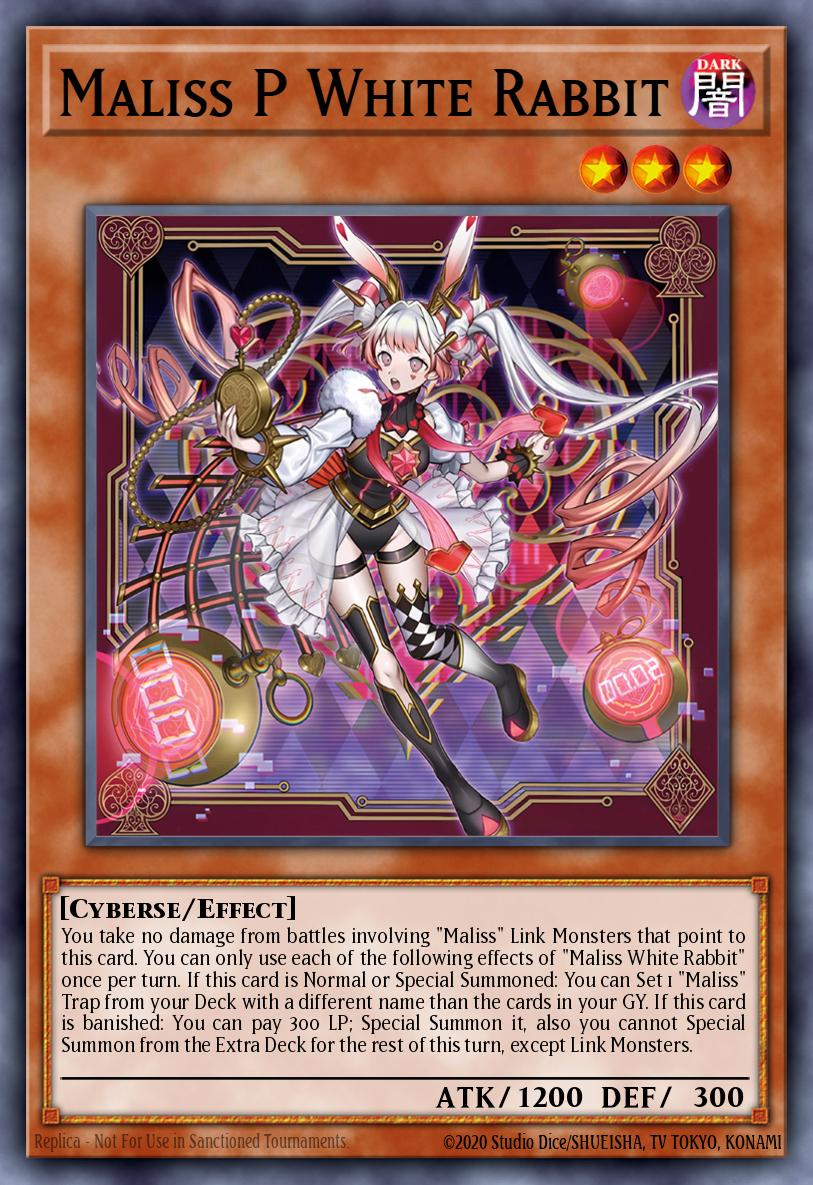 Maliss P White Rabbit
DARK
闇
00.02
[Cyberse/Effect]
You take no damage from battles involving "Maliss" Link Monsters that point to
this card. You can only use each of the following effects of "Maliss White Rabbit"
once per turn. If this card is Normal or Special Summoned: You can Set 1 "Maliss"
Trap from your Deck with a different name than the cards in your GY. If this card
is banished: You can pay 300 LP; Special Summon it, also you cannot Special
Summon from the Extra Deck for the rest of this turn, except Link Monsters.
ATK/ 1200 DEF/ 300
Replica - Not For Use in Sanctioned Tournaments.
©2020 Studio Dice/SHUEISHA, TV TOKYO, KONAMI